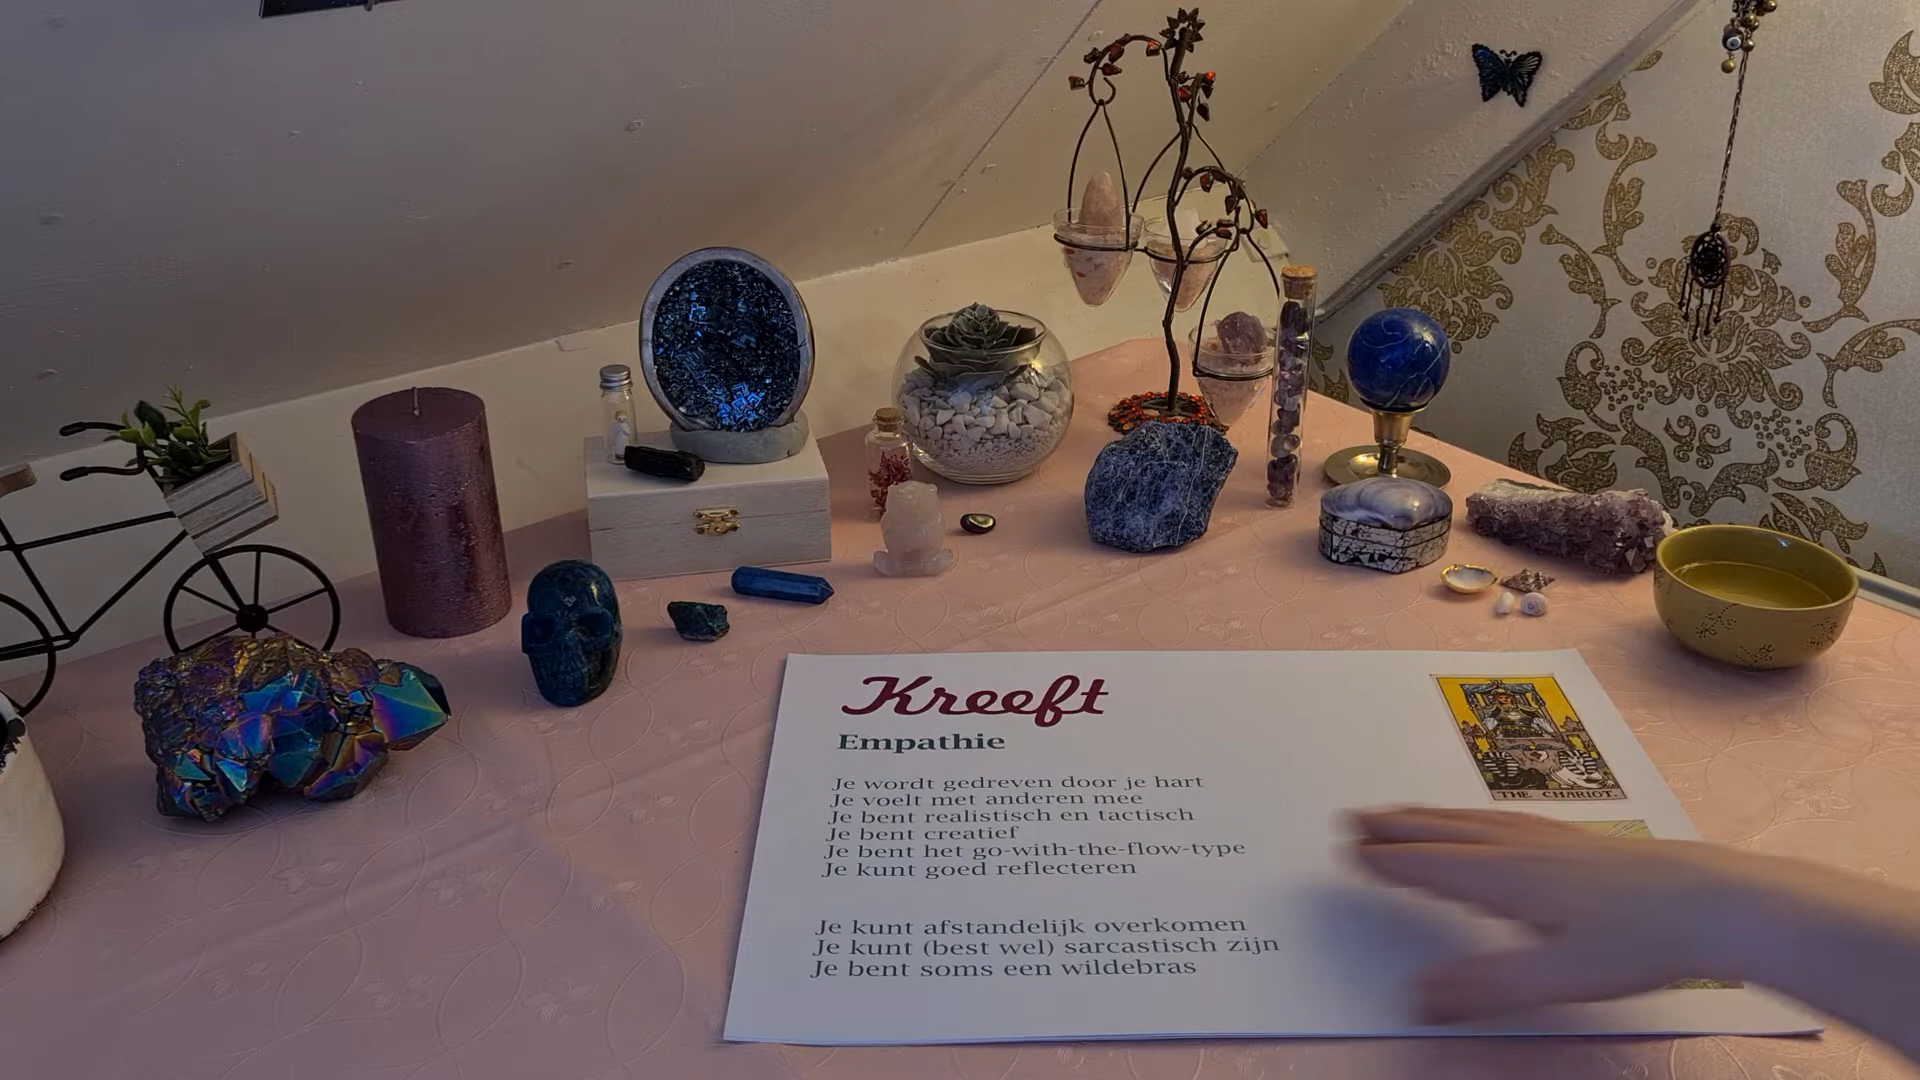 Kreeft
Empathie
Je wordt gedreven door je hart
Je voelt met anderen mee
Je bent realistisch en tactisch
Je bent creatief
Je bent het go-with-the-flow-type
Je kunt goed reflecteren
Je kunt afstandelijk overkomen
Je kunt (best wel) sarcastisch zijn
Je bent soms een wildebras
VII
THE CHARIOT.